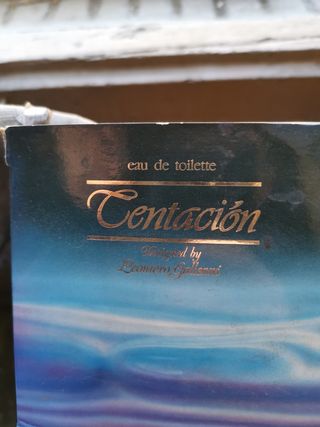 eau de toilette
Tentación
Designed by